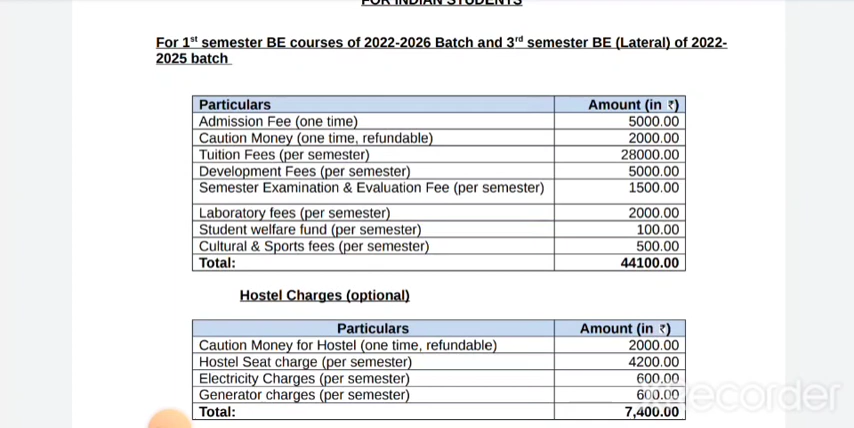 FOR INDIAN STUDENTS
For 1st semester BE courses of 2022-2026 Batch and 3rd semester BE (Lateral) of 2022-
2025 batch
Particulars Amount (in ₹)
Admission Fee (one time) 5000.00
Caution Money (one time, refundable) 2000.00
Tuition Fees (per semester) 28000.00
Development Fees (per semester) 5000.00
Semester Examination & Evaluation Fee (per semester) 1500.00
Laboratory fees (per semester) 2000.00
Student welfare fund (per semester) 100.00
Cultural & Sports fees (per semester) 500.00
Total: 44100.00
Hostel Charges (optional)
Particulars Amount (in ₹)
Caution Money for Hostel (one time, refundable) 2000.00
Hostel Seat charge (per semester) 4200.00
Electricity Charges (per semester) 600.00
Generator charges (per semester) 600.00
Total: 7,400.00